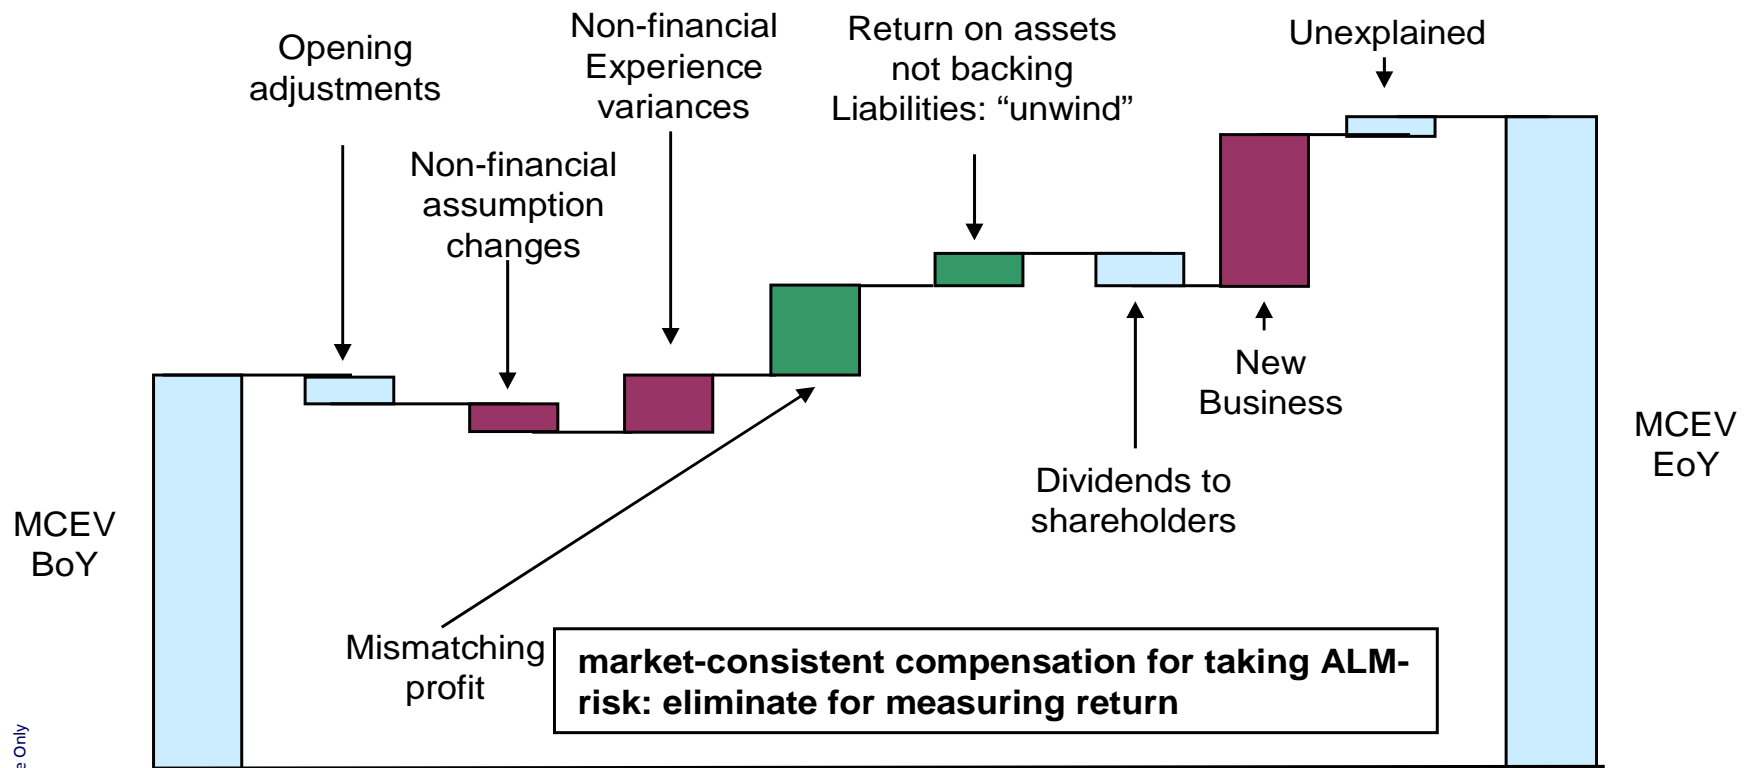 Opening
adjustments
Non-financial
assumption
changes
Non-financial
Experience
variances
Return on assets
not backing
Liabilities: “unwind”
Unexplained
New
Business
Dividends to
shareholders
MCEV
BoY
MCEV
EoY
Mismatching
profit
market-consistent compensation for taking ALM-
risk: eliminate for measuring return
e Only